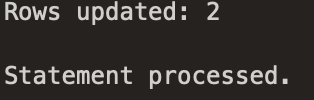 Rows updated: 2
Statement processed.